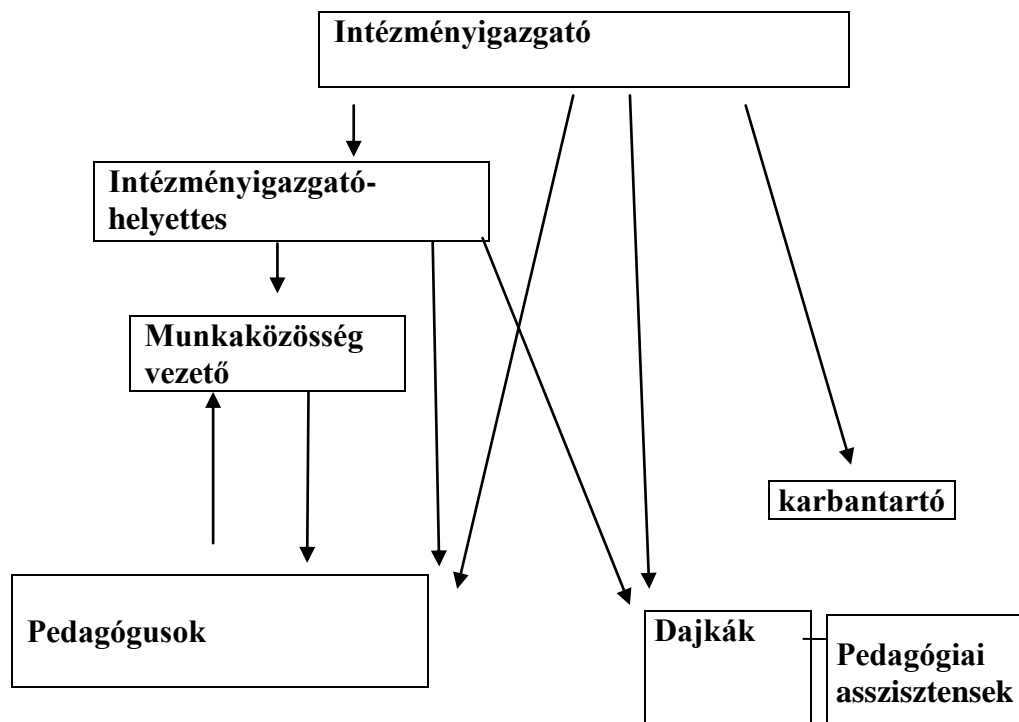 Intézményigazgató
Intézményigazgató-
helyettes
Munkaközösség
vezető
karbantartó
Pedagógusok
Dajkák
Pedagógiai
asszisztensek